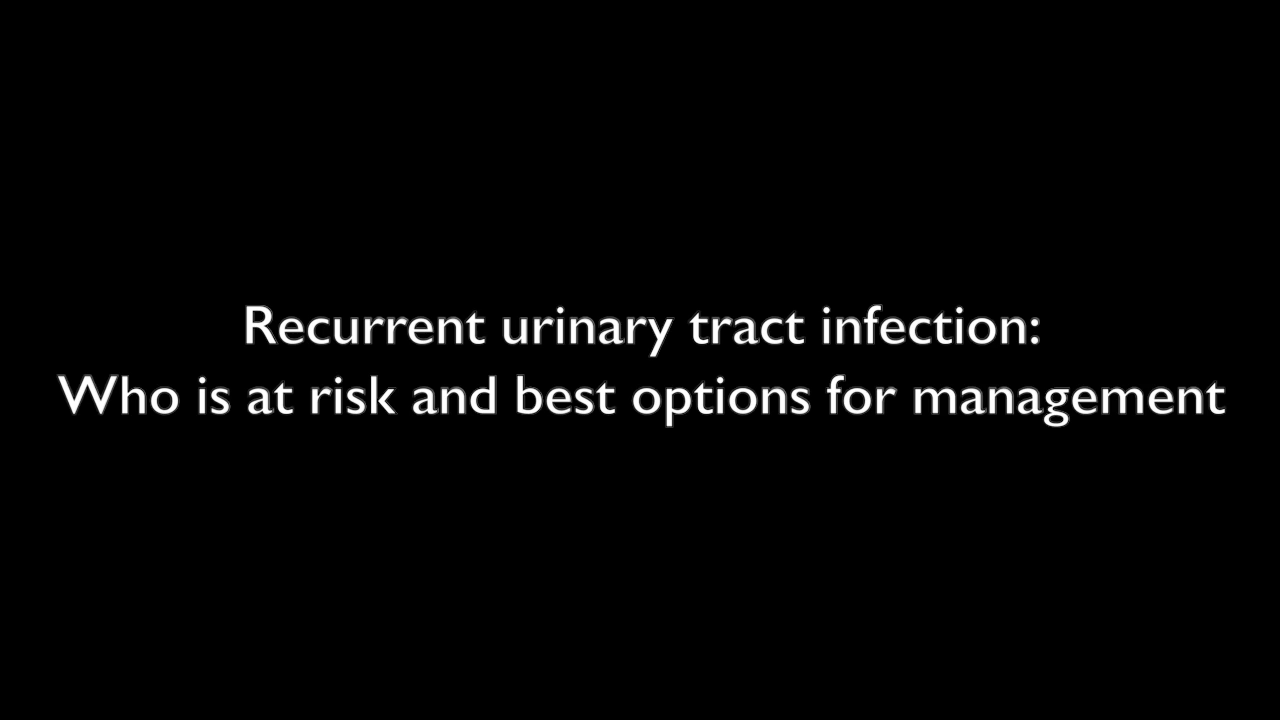 Recurrent urinary tract infection:
Who is at risk and best options for management